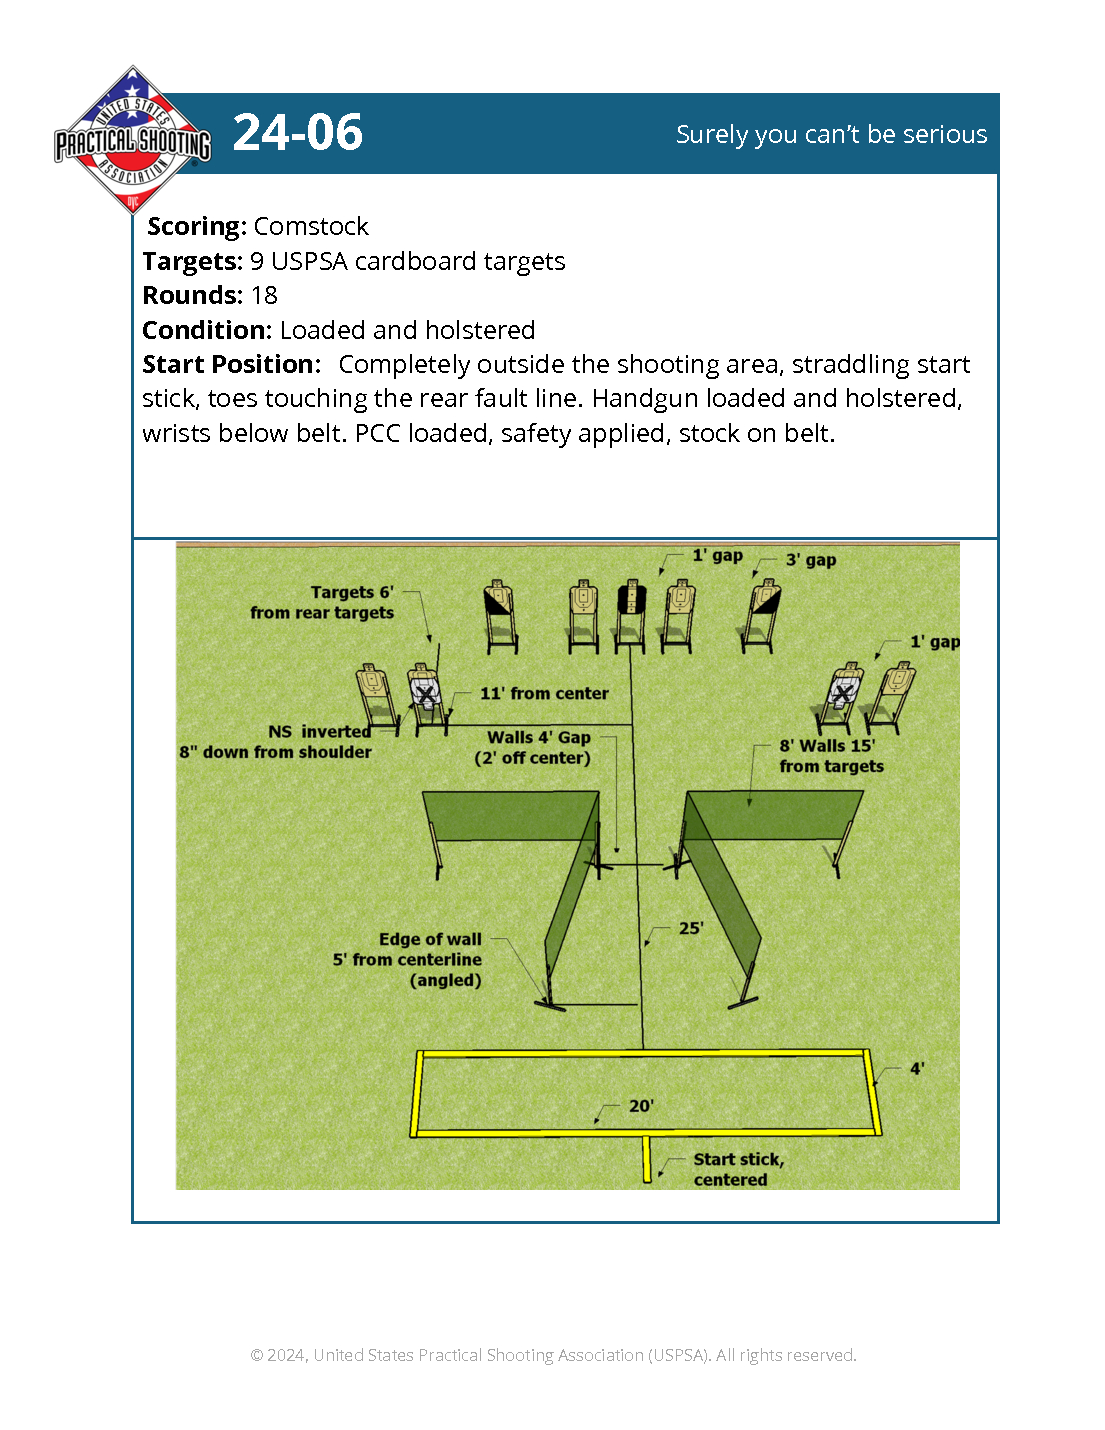 UNITED STATES
PRACTICAL SHOOTING
ASSOCIATION
DVC
24-06
Surely you can’t be serious
Scoring: Comstock
Targets: 9 USPSA cardboard targets
Rounds: 18
Condition: Loaded and holstered
Start Position: Completely outside the shooting area, straddling start
stick, toes touching the rear fault line. Handgun loaded and holstered,
wrists below belt. PCC loaded, safety applied, stock on belt.
1' gap
3' gap
Targets 6'
from rear targets
1' gap
11' from center
NS inverted
8" down from shoulder
Walls 4' Gap
(2' off center)
8' Walls 15'
from targets
25'
Edge of wall
5' from centerline
(angled)
4'
20'
Start stick,
centered
© 2024, United States Practical Shooting Association (USPSA). All rights reserved.